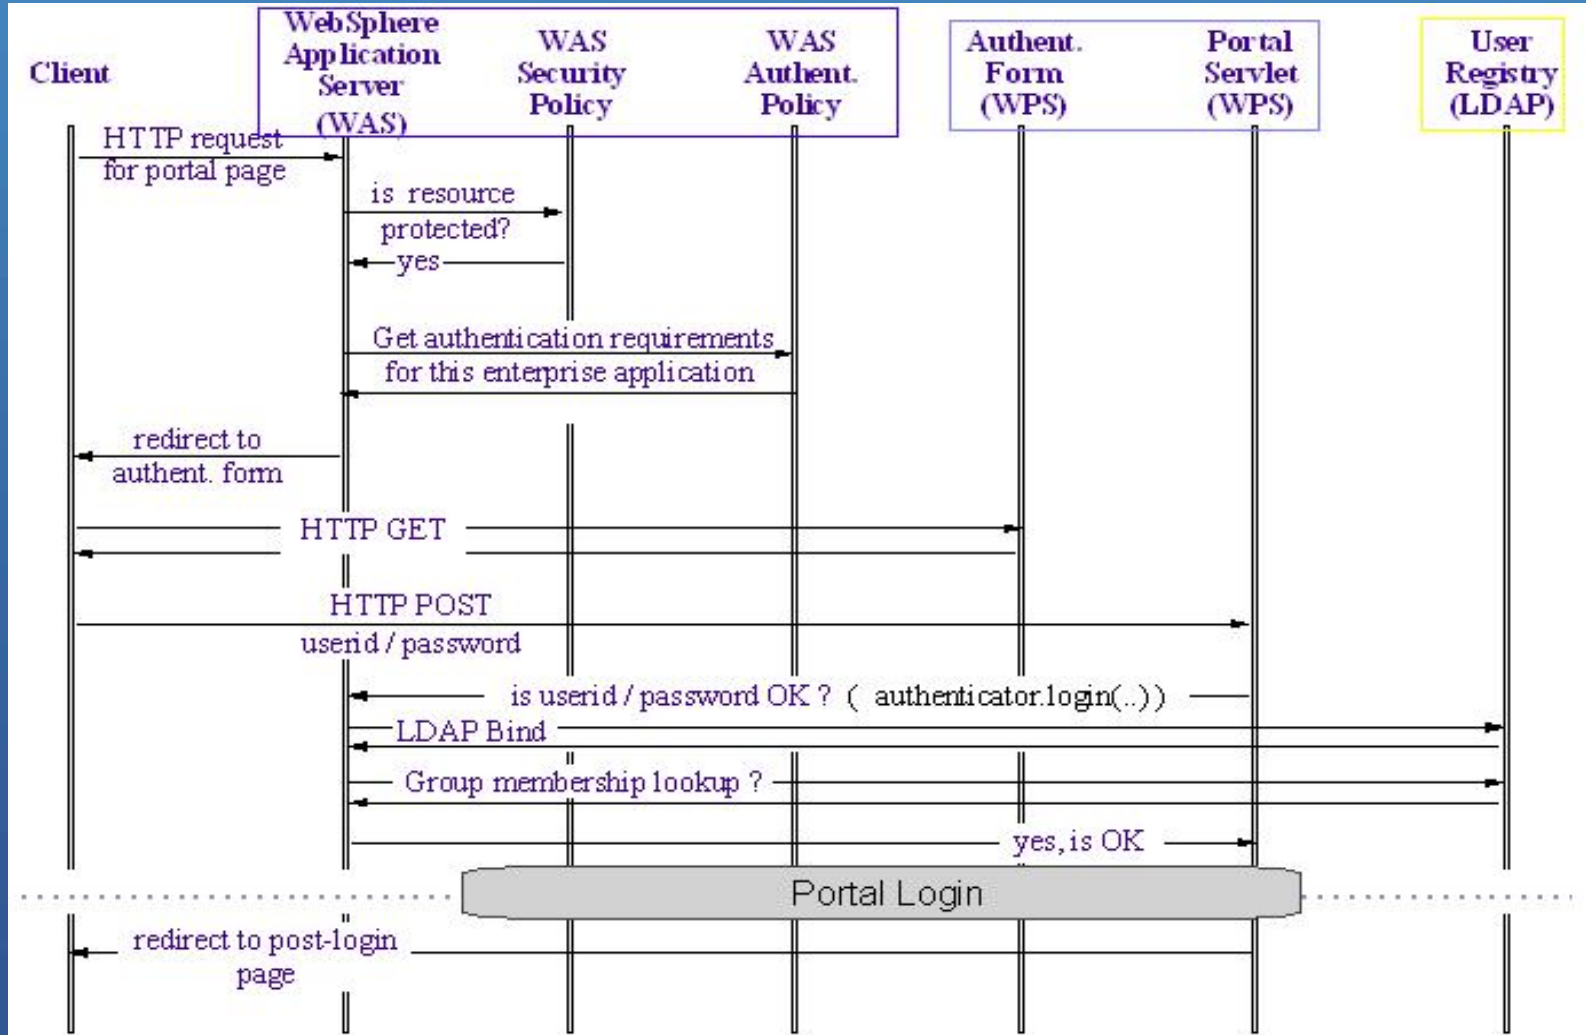 Client
WebSphere
Application
Server
(WAS)
WAS
Security
Policy
WAS
Authent.
Policy
Authent.
Form
(WPS)
Portal
Servlet
(WPS)
User
Registry
(LDAP)
HTTP request
for portal page
is resource
protected?
yes
Get authentication requirements
for this enterprise application
redirect to
authent. form
HTTP GET
HTTP POST
userid / password
is userid / password OK ? ( authenticator.login(..))
LDAP Bind
Group membership lookup ?
yes, is OK
Portal Login
redirect to post-login
page